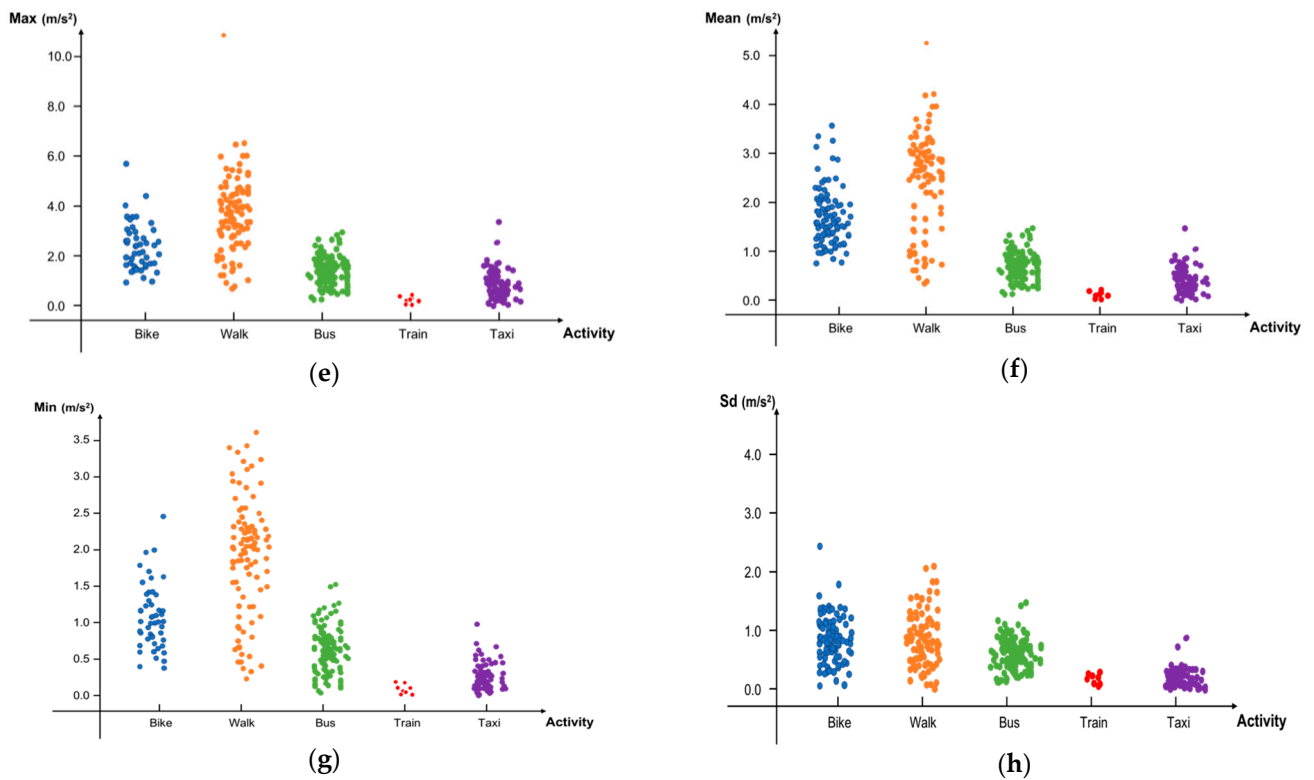 Max (m/s²)
10.0
8.0
6.0
4.0
2.0
0.0
Bike Walk Bus Train Taxi Activity
(e)
Mean (m/s²)
5.0
4.0
3.0
2.0
1.0
0.0
Bike Walk Bus Train Taxi Activity
(f)
Min (m/s²)
3.5
3.0
2.5
2.0
1.5
1.0
0.5
0.0
Bike Walk Bus Train Taxi Activity
(g)
Sd (m/s²)
4.0
3.0
2.0
1.0
0.0
Bike Walk Bus Train Taxi Activity
(h)